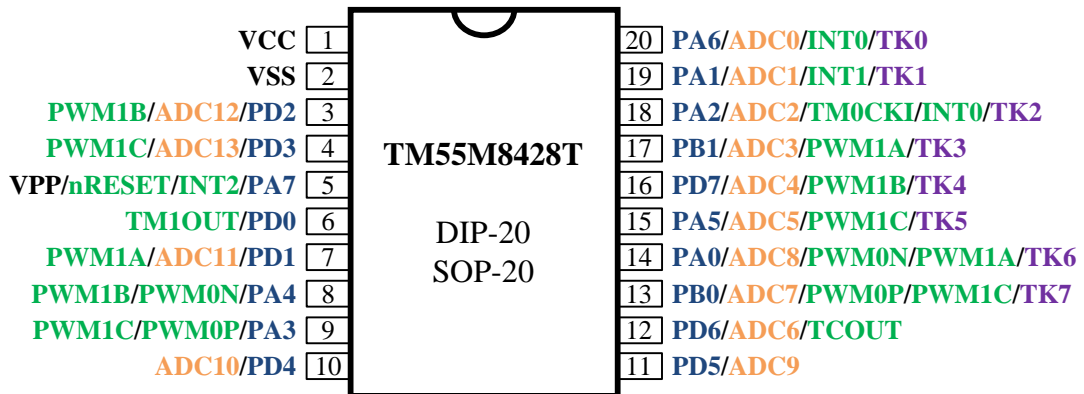 VCC 1 20 PA6/ADC0/INT0/TK0
VSS 2 19 PA1/ADC1/INT1/TK1
PWM1B/ADC12/PD2 3 18 PA2/ADC2/TM0CKI/INT0/TK2
PWM1C/ADC13/PD3 4 TM55M8428T 17 PB1/ADC3/PWM1A/TK3
VPP/nRESET/INT2/PA7 5 16 PD7/ADC4/PWM1B/TK4
TM1OUT/PD0 6 DIP-20 15 PA5/ADC5/PWM1C/TK5
PWM1A/ADC11/PD1 7 SOP-20 14 PA0/ADC8/PWM0N/PWM1A/TK6
PWM1B/PWM0N/PA4 8 13 PB0/ADC7/PWM0P/PWM1C/TK7
PWM1C/PWM0P/PA3 9 12 PD6/ADC6/TCOUT
ADC10/PD4 10 11 PD5/ADC9